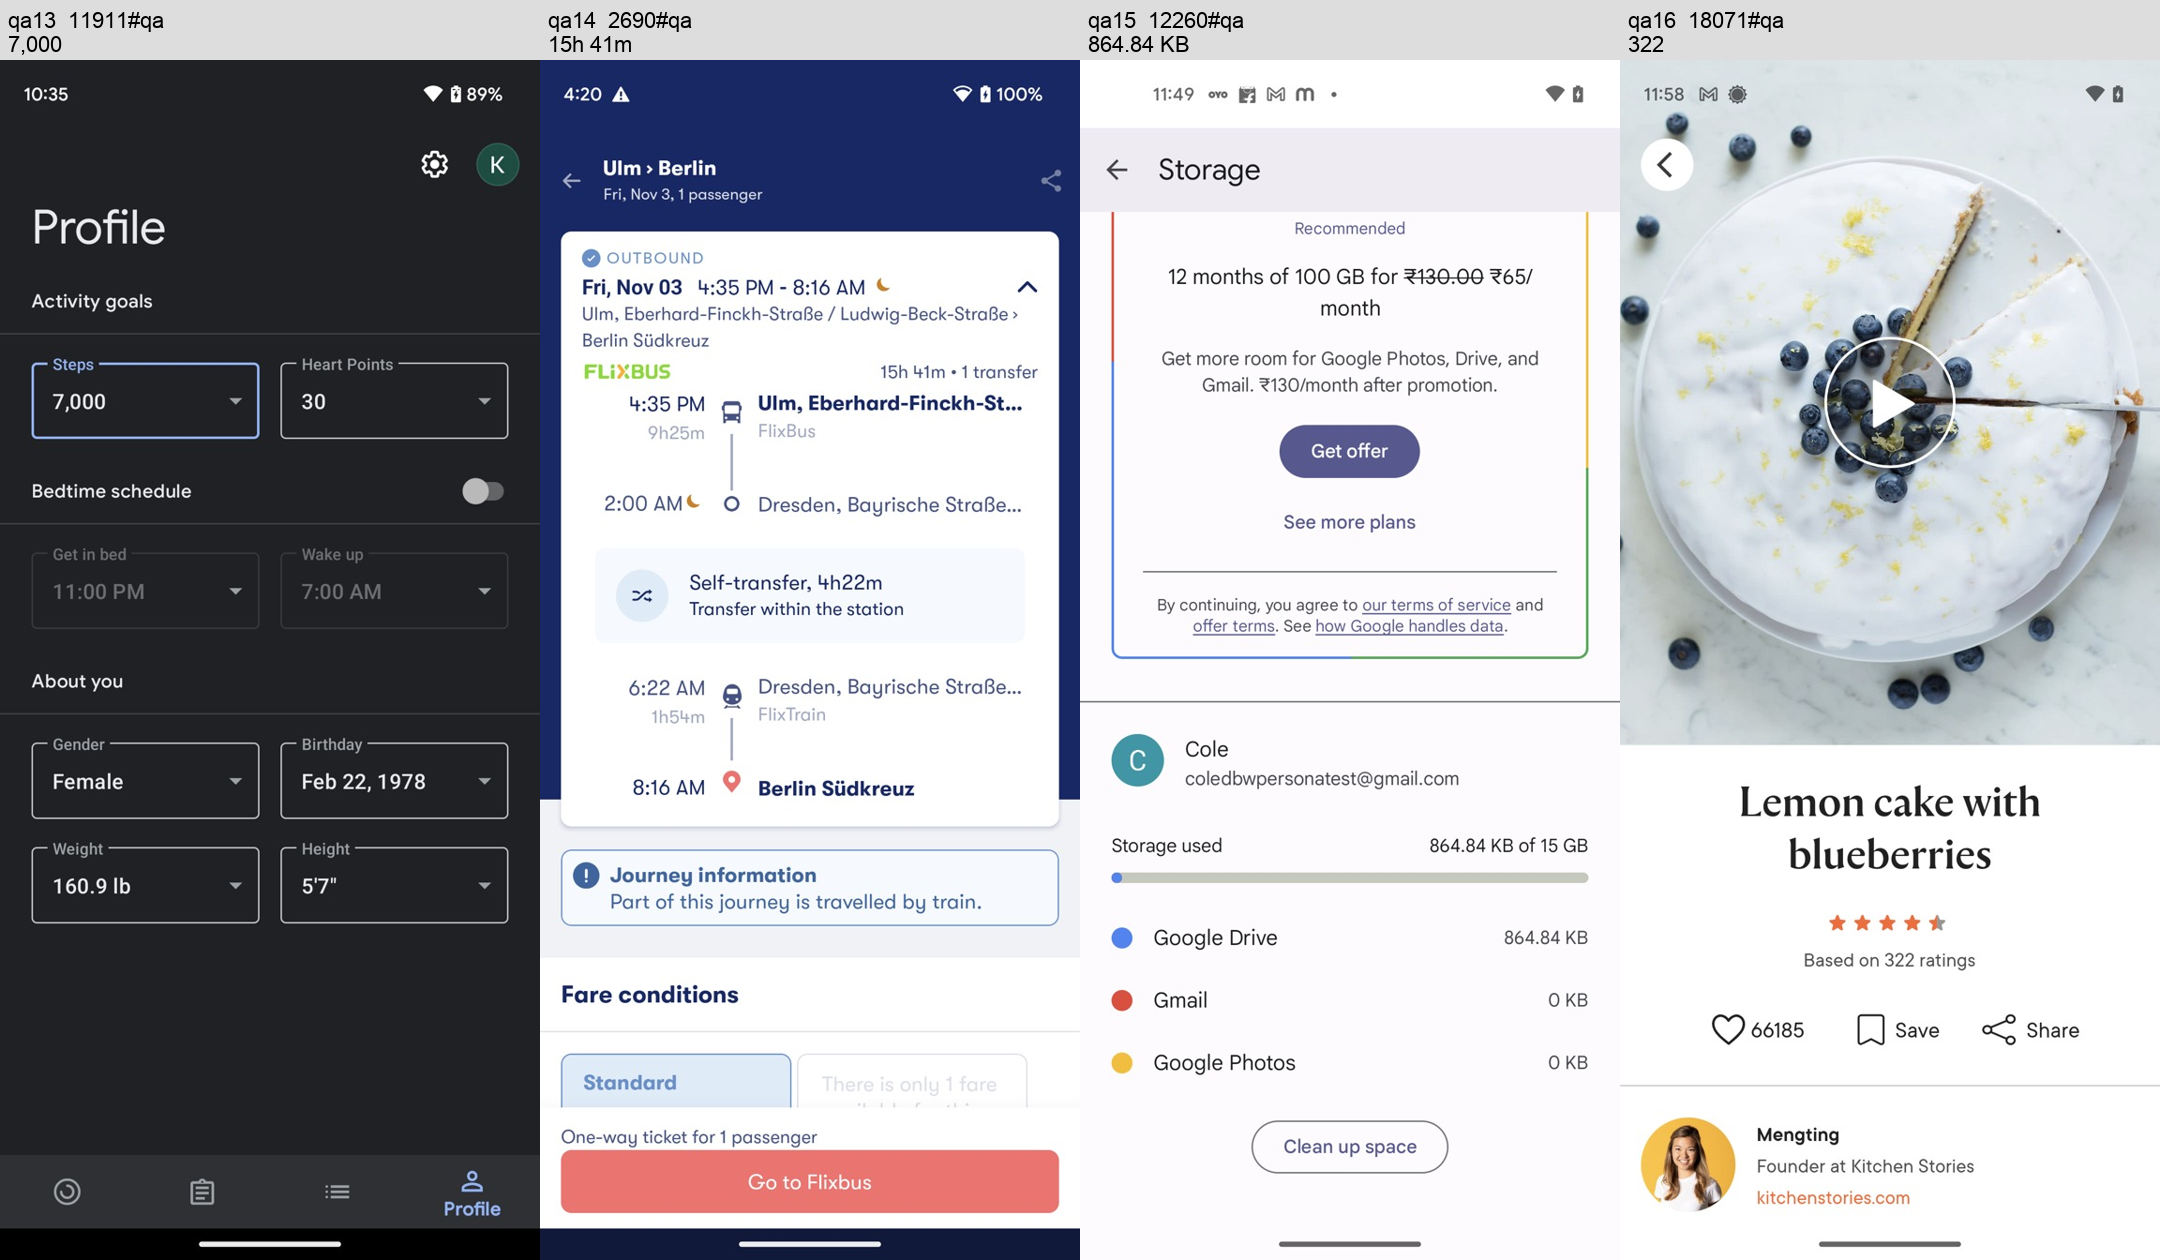 qa13 11911#qa
7,000
10:35
89%
K
Profile
Activity goals
Steps
7,000
Heart Points
30
Bedtime schedule
Get in bed
11:00 PM
Wake up
7:00 AM
About you
Gender
Female
Birthday
Feb 22, 1978
Weight
160.9 lb
Height
5'7"
Profile
qa14 2690#qa
15h 41m
4:20
100%
Ulm › Berlin
Fri, Nov 3, 1 passenger
OUTBOUND
Fri, Nov 03 4:35 PM - 8:16 AM
Ulm, Eberhard-Finckh-Straße / Ludwig-Beck-Straße ›
Berlin Südkreuz
FLiXBUS
15h 41m • 1 transfer
4:35 PM
Ulm, Eberhard-Finckh-St...
9h25m
FlixBus
2:00 AM
Dresden, Bayrische Straße...
Self-transfer, 4h22m
Transfer within the station
6:22 AM
Dresden, Bayrische Straße...
1h54m
FlixTrain
8:16 AM
Berlin Südkreuz
Journey information
Part of this journey is travelled by train.
Fare conditions
Standard
There is only 1 fare
One-way ticket for 1 passenger
Go to Flixbus
qa15 12260#qa
864.84 KB
11:49
OYO
Storage
Recommended
12 months of 100 GB for ₹130.00 ₹65/
month
Get more room for Google Photos, Drive, and
Gmail. ₹130/month after promotion.
Get offer
See more plans
By continuing, you agree to our terms of service and
offer terms. See how Google handles data.
C
Cole
coledbwpersonatest@gmail.com
Storage used
864.84 KB of 15 GB
Google Drive
864.84 KB
Gmail
0 KB
Google Photos
0 KB
Clean up space
qa16 18071#qa
322
11:58
Lemon cake with
blueberries
Based on 322 ratings
66185
Save
Share
Mengting
Founder at Kitchen Stories
kitchenstories.com